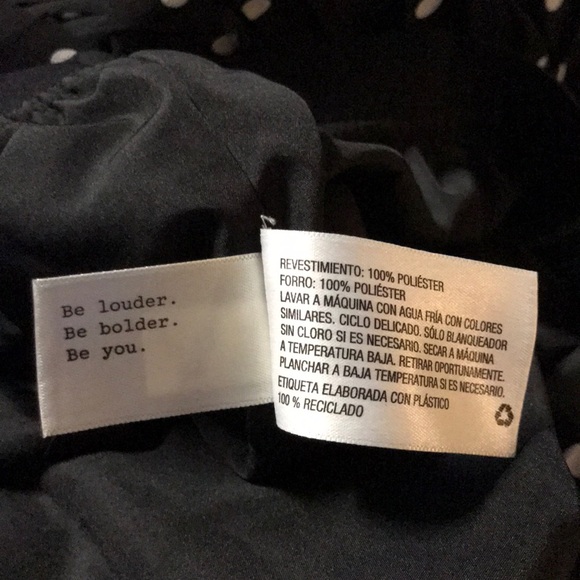 Be louder.
Be bolder.
Be you.
REVESTIMIENTO: 100% POLIÉSTER
FORRO: 100% POLIÉSTER
LAVAR A MÁQUINA CON AGUA FRÍA CON COLORES
SIMILARES. CICLO DELICADO. SÓLO BLANQUEADOR
SIN CLORO SI ES NECESARIO. SECAR A MÁQUINA
A TEMPERATURA BAJA. RETIRAR OPORTUNAMENTE.
PLANCHAR A BAJA TEMPERATURA SI ES NECESARIO.
ETIQUETA ELABORADA CON PLÁSTICO
100 % RECICLADO